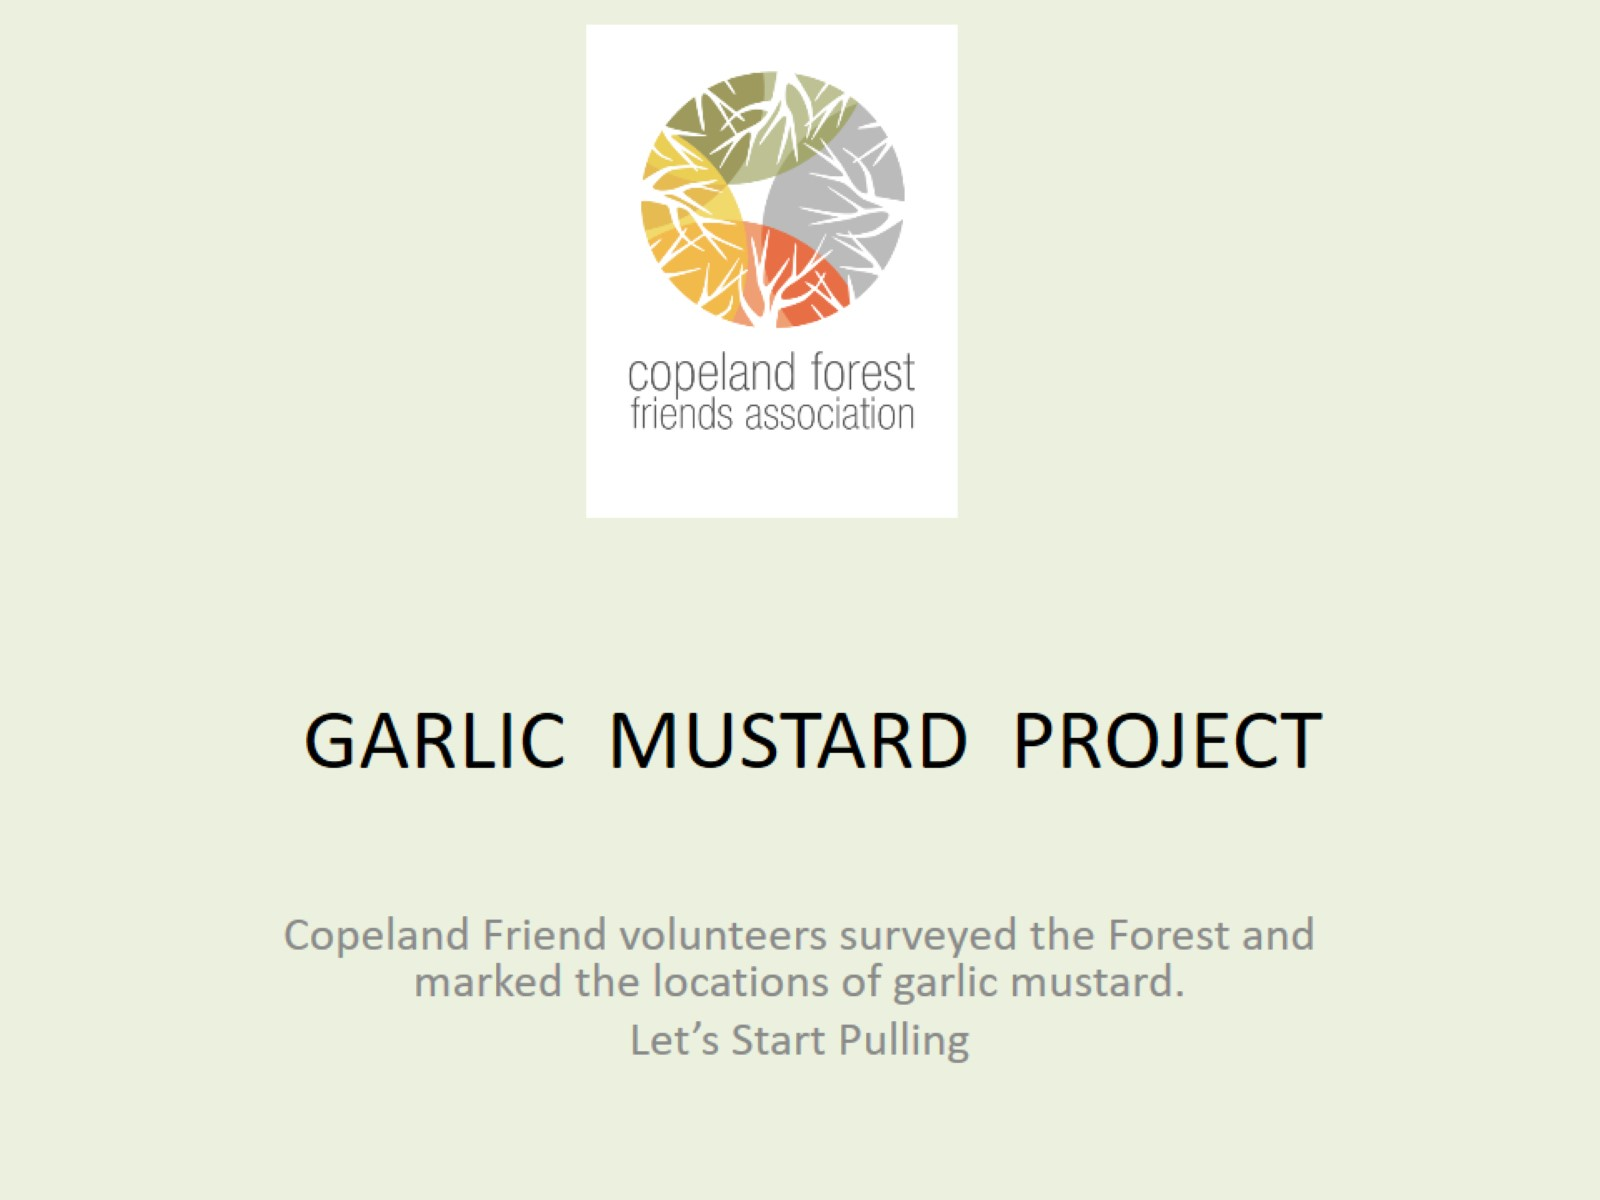 copeland forest
friends association
GARLIC MUSTARD PROJECT
Copeland Friend volunteers surveyed the Forest and
marked the locations of garlic mustard.
Let’s Start Pulling